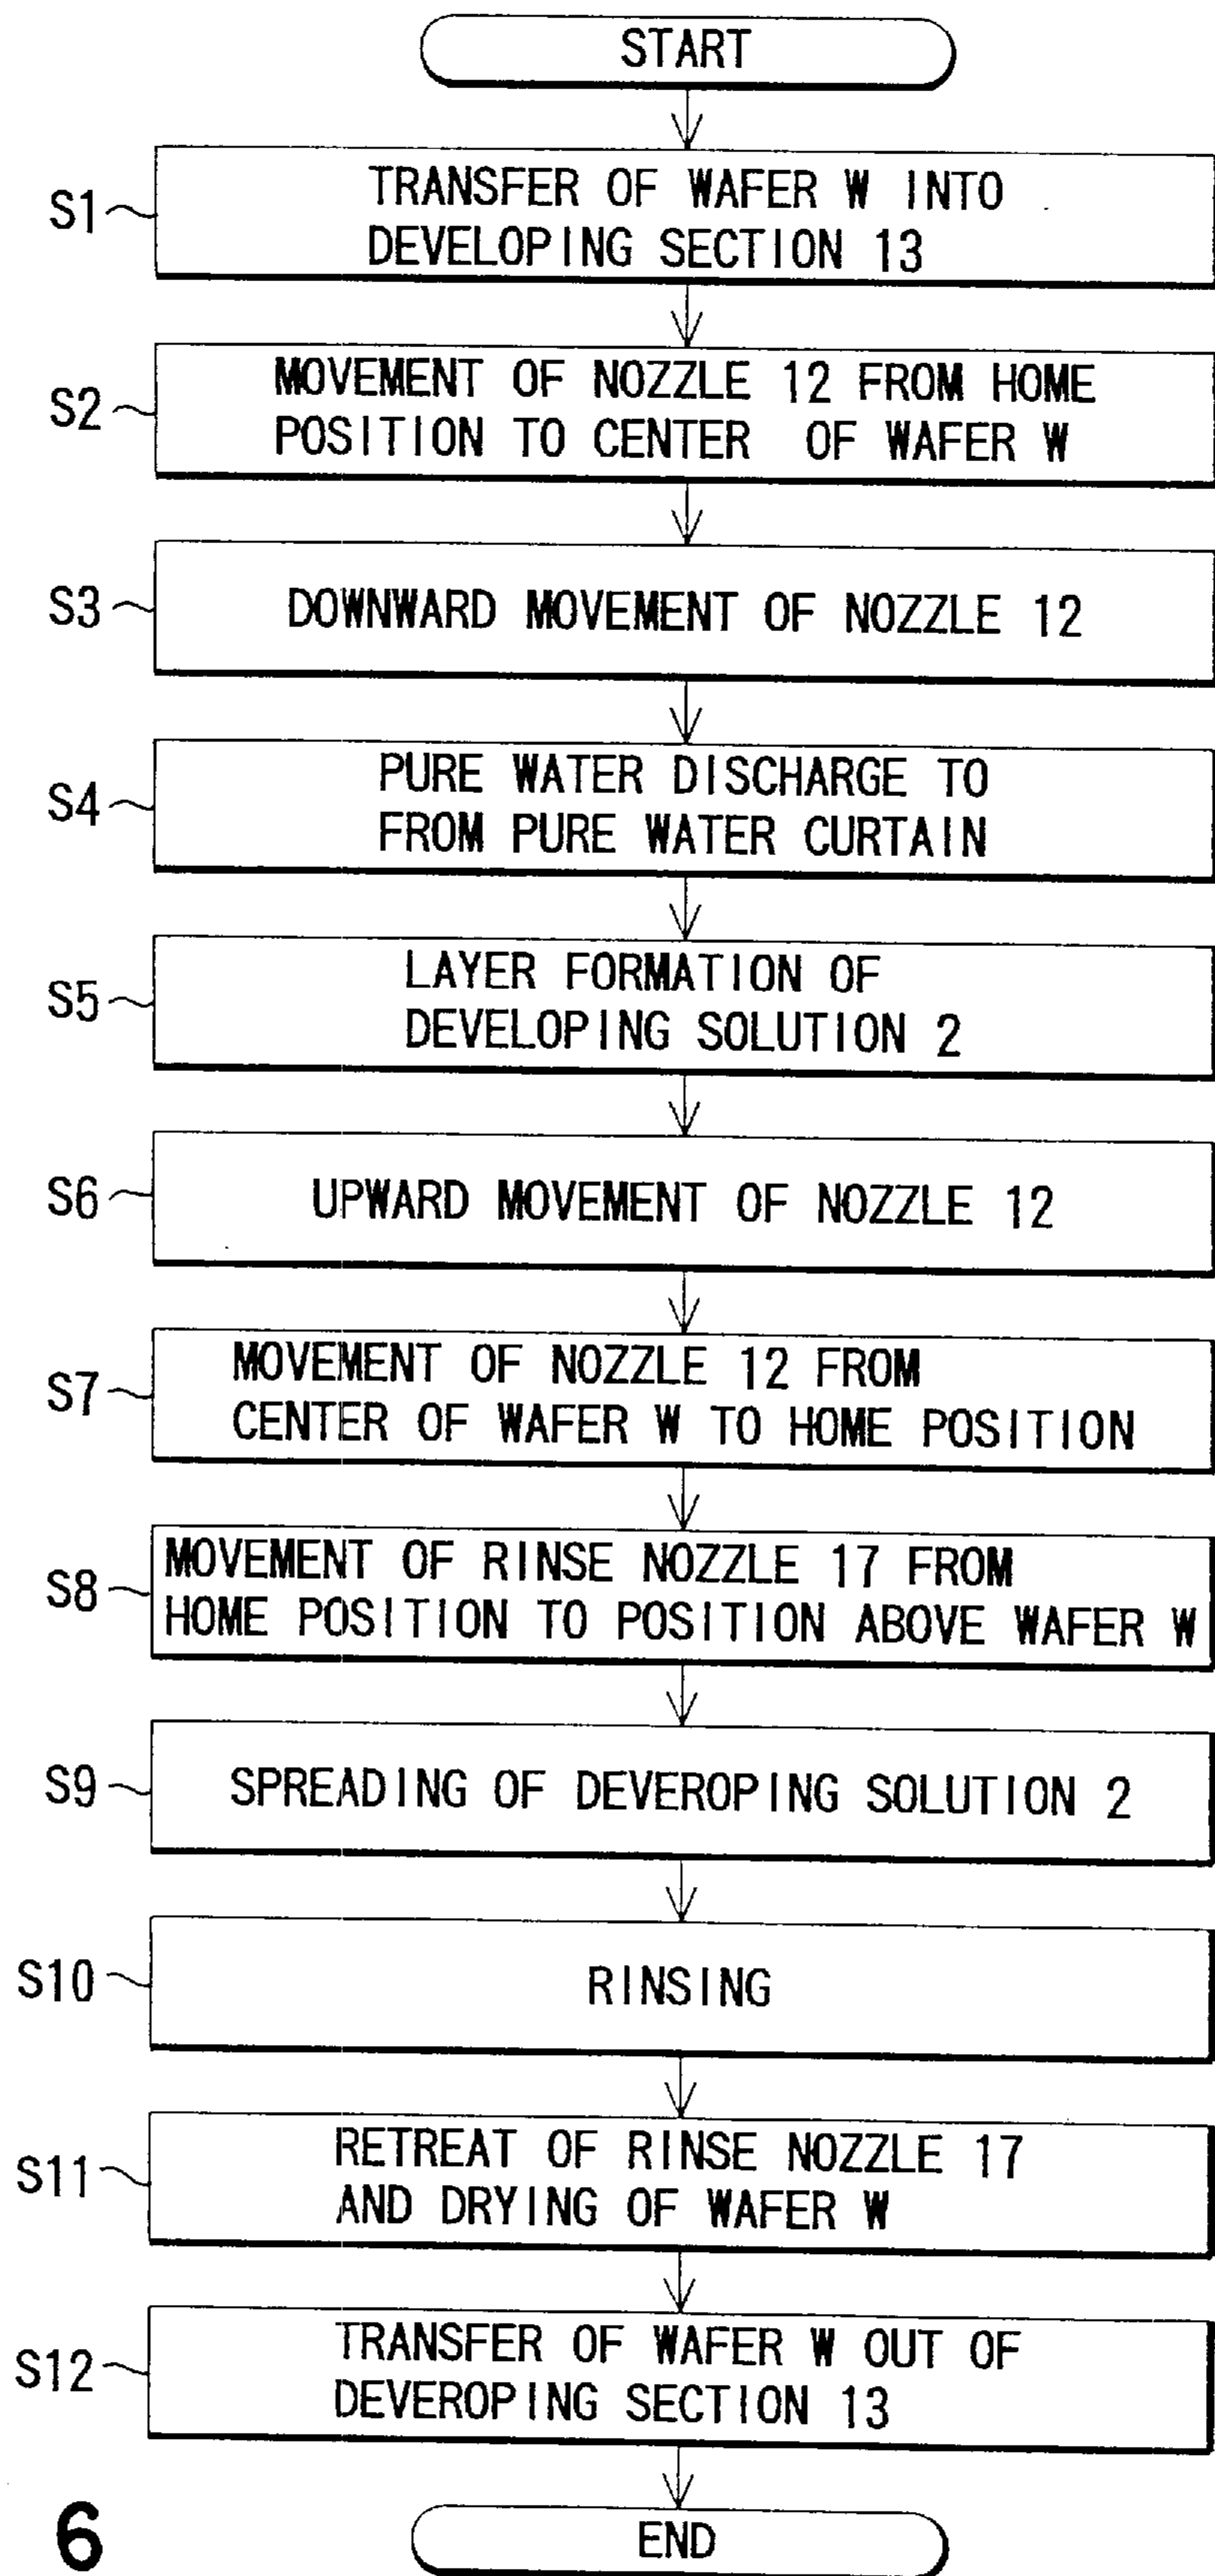 START
S1
TRANSFER OF WAFER W INTO
DEVELOPING SECTION 13
S2
MOVEMENT OF NOZZLE 12 FROM HOME
POSITION TO CENTER OF WAFER W
S3
DOWNWARD MOVEMENT OF NOZZLE 12
S4
PURE WATER DISCHARGE TO
FROM PURE WATER CURTAIN
S5
LAYER FORMATION OF
DEVELOPING SOLUTION 2
S6
UPWARD MOVEMENT OF NOZZLE 12
S7
MOVEMENT OF NOZZLE 12 FROM
CENTER OF WAFER W TO HOME POSITION
S8
MOVEMENT OF RINSE NOZZLE 17 FROM
HOME POSITION TO POSITION ABOVE WAFER W
S9
SPREADING OF DEVEROPING SOLUTION 2
S10
RINSING
S11
RETREAT OF RINSE NOZZLE 17
AND DRYING OF WAFER W
S12
TRANSFER OF WAFER W OUT OF
DEVEROPING SECTION 13
END
6